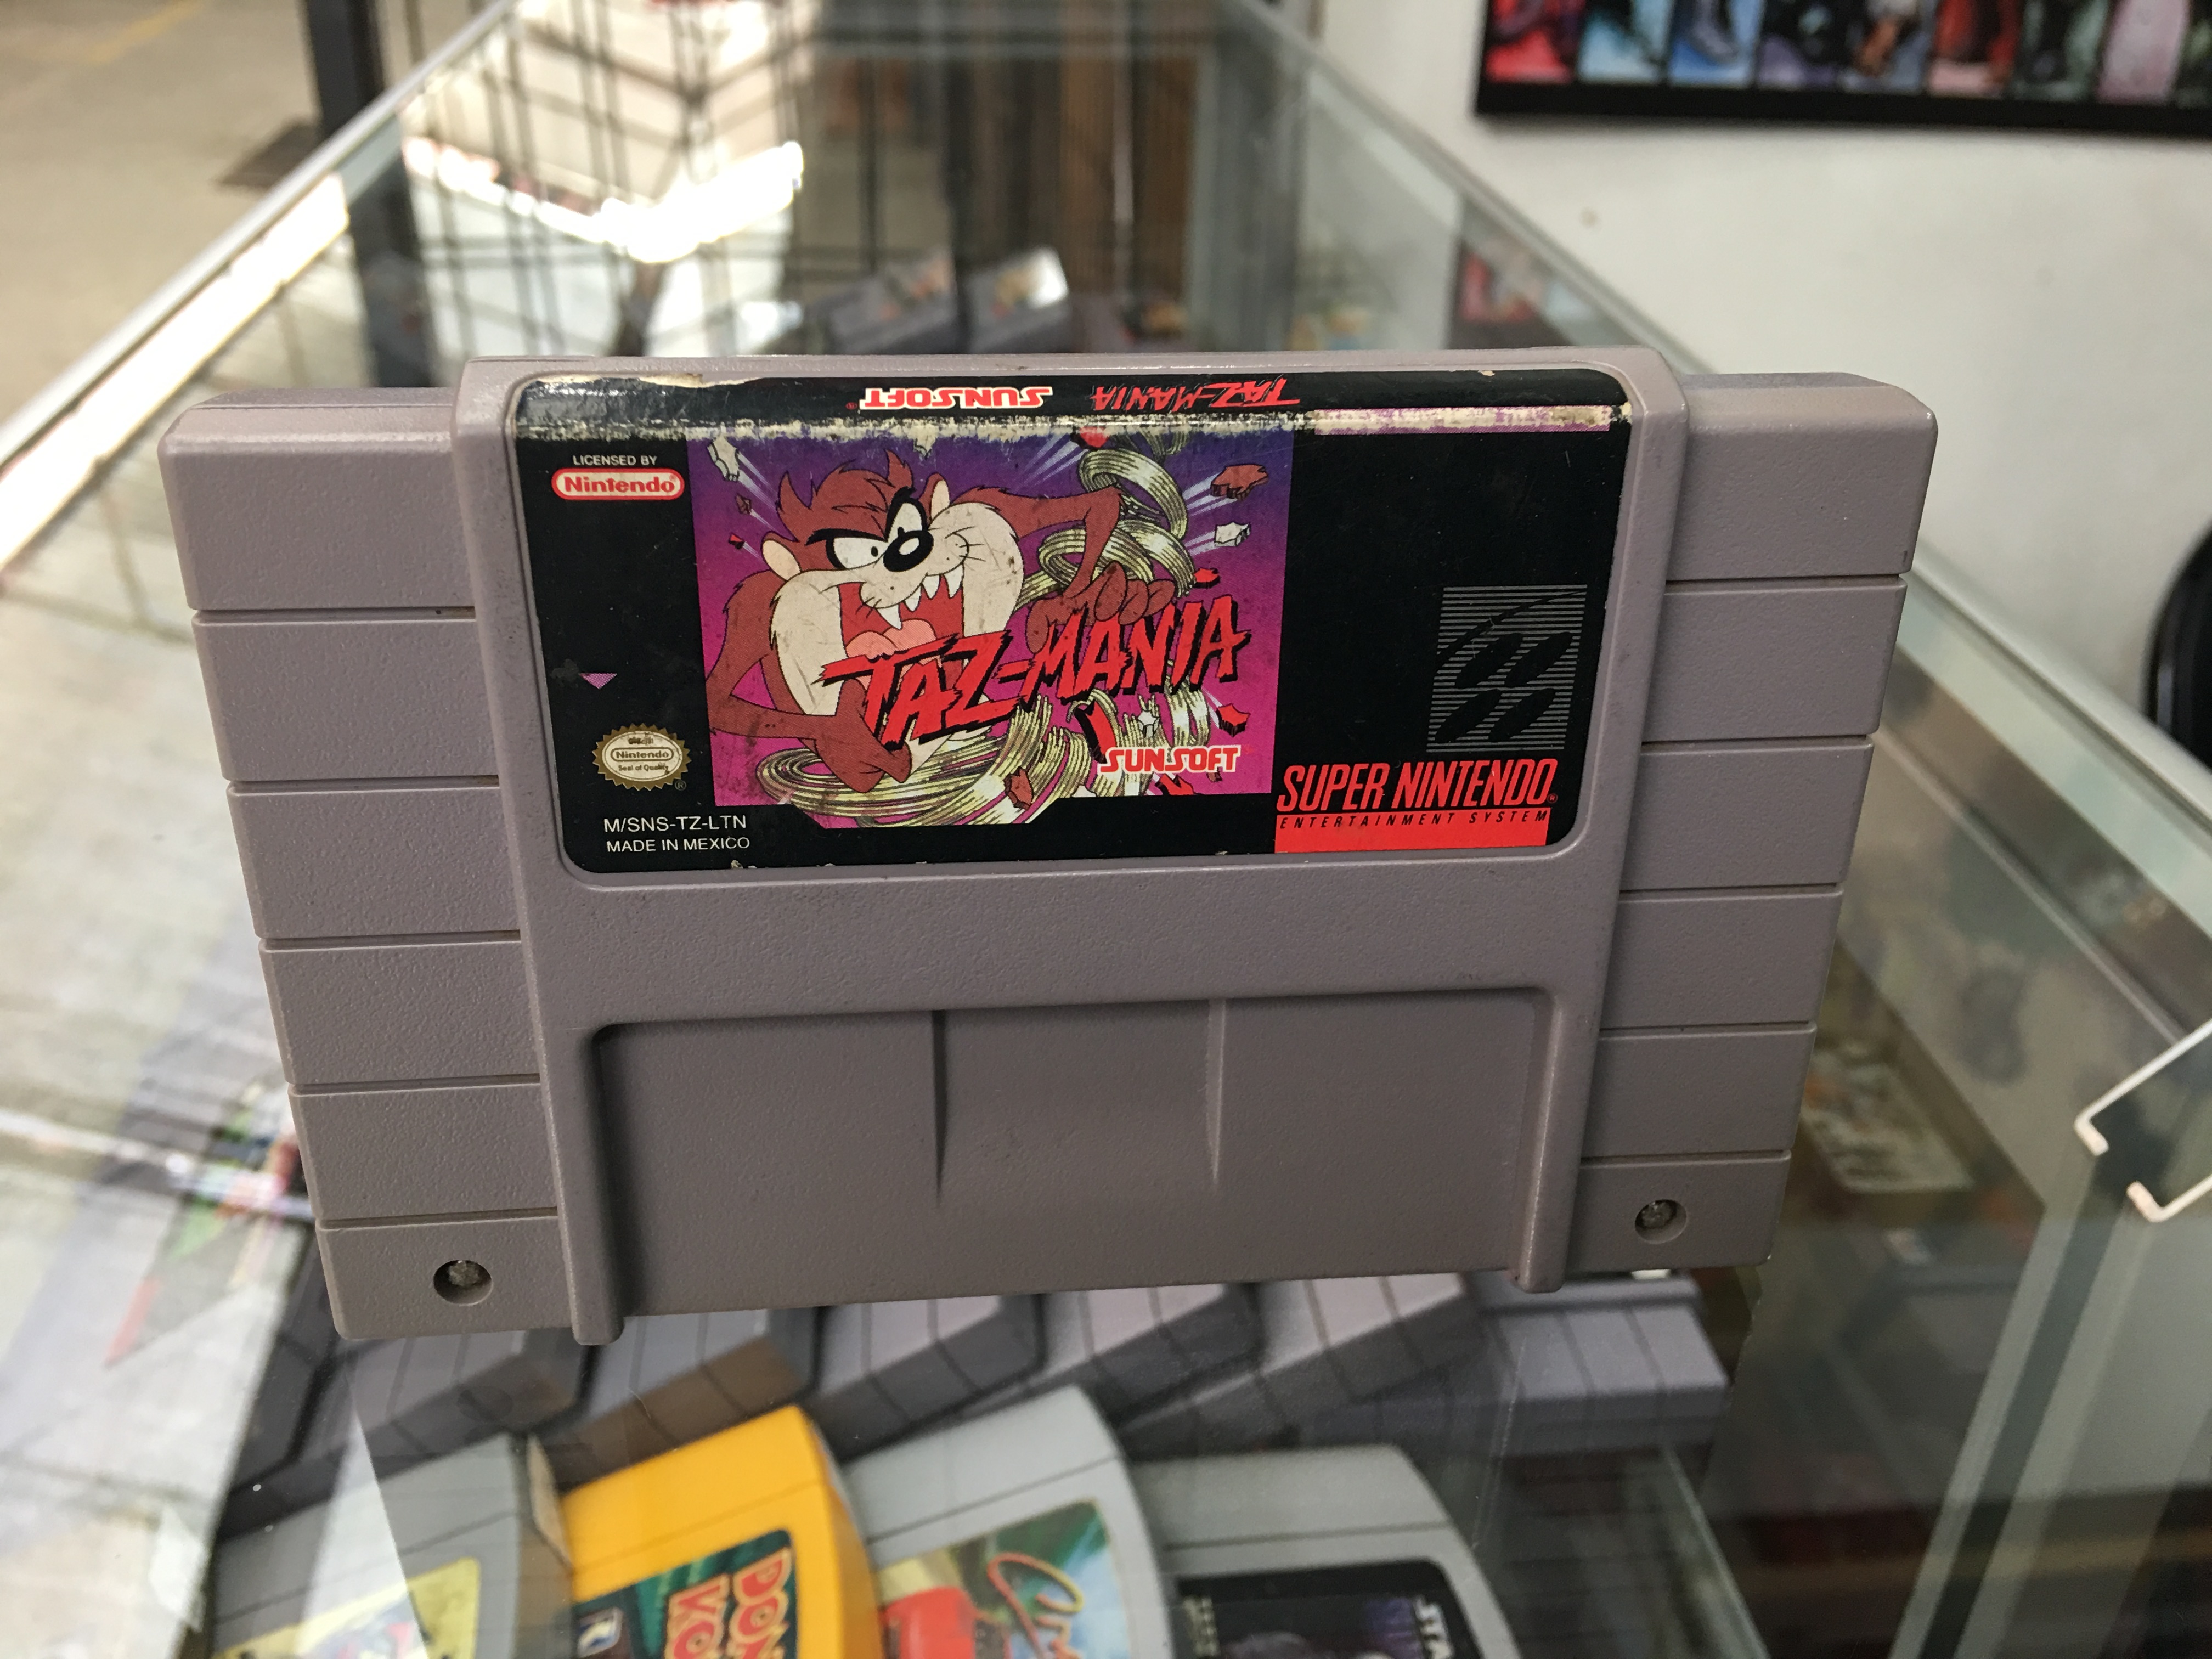 SUNSOFT® TAZ-MANIA
LICENSED BY
Nintendo®
TAZ-MANIA
SUNSOFT
Nintendo
Seal of Quality
®
M/SNS-TZ-LTN
MADE IN MEXICO
SUPER NINTENDO®
ENTERTAINMENT SYSTEM